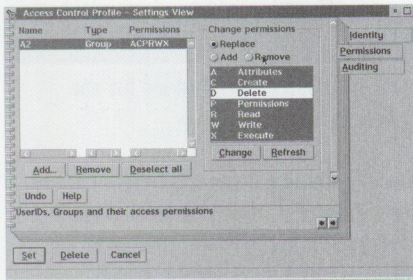 Access Control Profile - Settings View
Name Type Permissions
A2 Group ACPRWX
Add... Remove Deselect all
Change permissions
Replace
Add Remove
A Attributes
C Create
D Delete
P Permissions
R Read
W Write
X Execute
Change Refresh
Identity
Permissions
Auditing
Undo Help
UserIDs, Groups and their access permissions
Set Delete Cancel